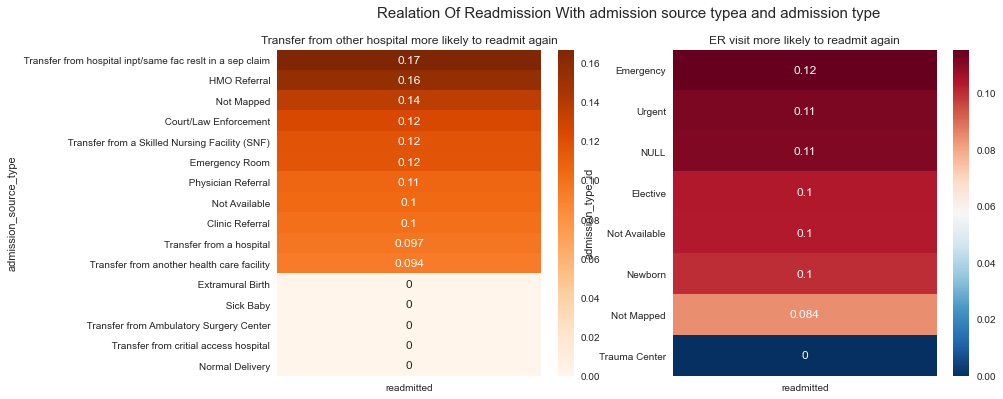 Realation Of Readmission With admission source typea and admission type
Transfer from other hospital more likely to readmit again
admission_source_type
Transfer from hospital inpt/same fac reslt in a sep claim
0.17
HMO Referral
0.16
Not Mapped
0.14
Court/Law Enforcement
0.12
Transfer from a Skilled Nursing Facility (SNF)
0.12
Emergency Room
0.12
Physician Referral
0.11
Not Available
0.1
Clinic Referral
0.1
Transfer from a hospital
0.097
Transfer from another health care facility
0.094
Extramural Birth
0
Sick Baby
0
Transfer from Ambulatory Surgery Center
0
Transfer from critial access hospital
0
Normal Delivery
0
readmitted
0.16
0.14
0.12
0.10
0.08
0.06
0.04
0.02
0.00
ER visit more likely to readmit again
admission_type_id
Emergency
0.12
Urgent
0.11
NULL
0.11
Elective
0.1
Not Available
0.1
Newborn
0.1
Not Mapped
0.084
Trauma Center
0
readmitted
0.10
0.08
0.06
0.04
0.02
0.00